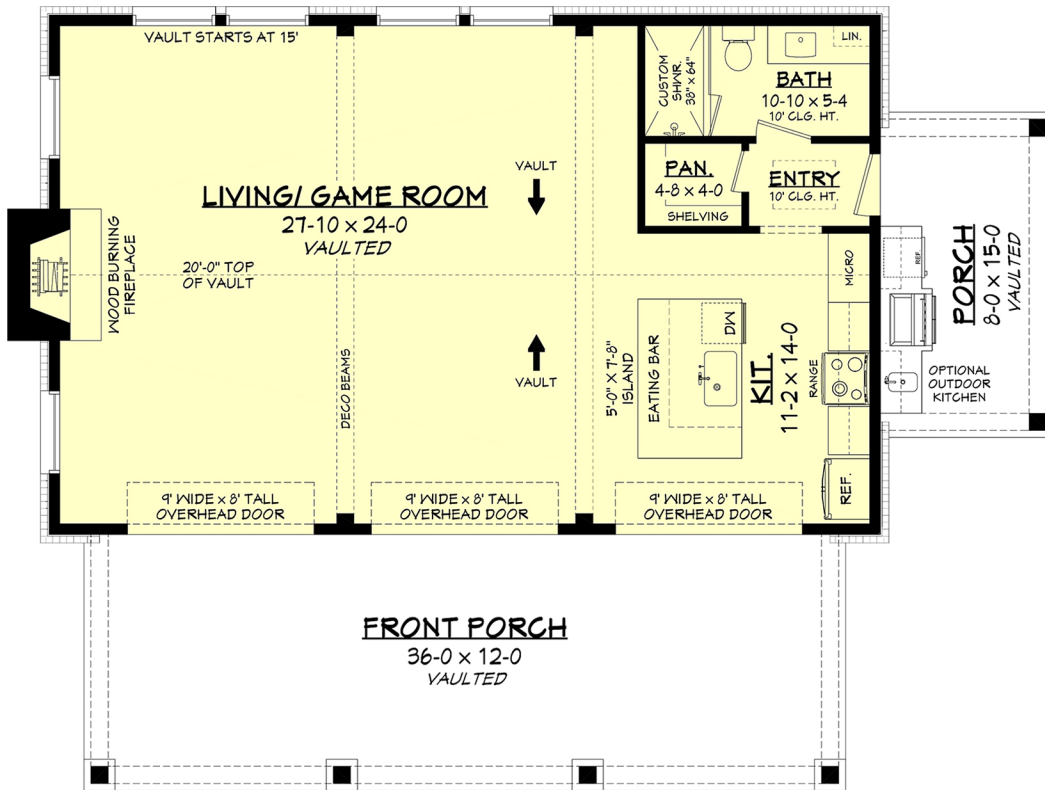 VAULT STARTS AT 15'
CUSTOM
SHWR.
38" x 64"
LIN.
BATH
10-10 x 5-4
10' CLG. HT.
PAN.
4-8 x 4-0
SHELVING
ENTRY
10' CLG. HT.
VAULT
LIVING/ GAME ROOM
27-10 x 24-0
VAULTED
WOOD BURNING
FIREPLACE
20'-0" TOP
OF VAULT
DECO BEAMS
VAULT
5'-0" X 7'-8"
ISLAND
EATING BAR
DW
KIT.
11-2 x 14-0
MICRO
RANGE
REF.
REF.
PORCH
8-0 x 15-0
VAULTED
OPTIONAL
OUTDOOR
KITCHEN
9' WIDE x 8' TALL
OVERHEAD DOOR
9' WIDE x 8' TALL
OVERHEAD DOOR
9' WIDE x 8' TALL
OVERHEAD DOOR
FRONT PORCH
36-0 x 12-0
VAULTED